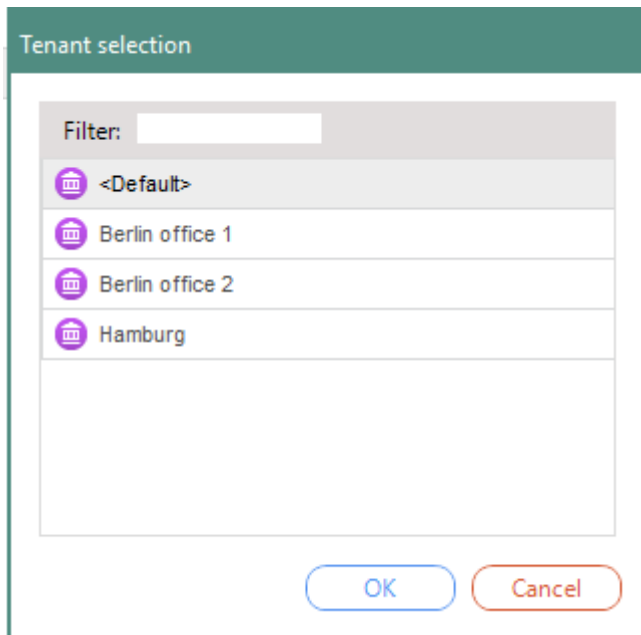 Tenant selection
Filter:
<Default>
Berlin office 1
Berlin office 2
Hamburg
OK Cancel